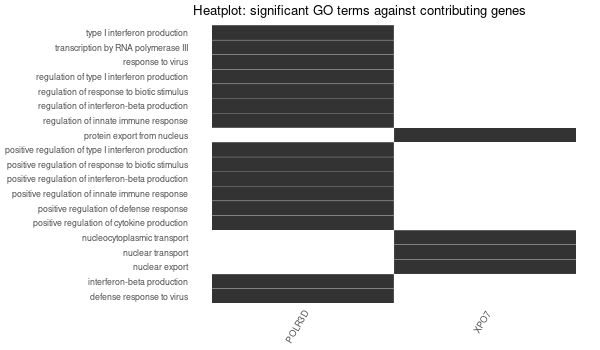 Heatplot: significant GO terms against contributing genes
type I interferon production
transcription by RNA polymerase III
response to virus
regulation of type I interferon production
regulation of response to biotic stimulus
regulation of interferon-beta production
regulation of innate immune response
protein export from nucleus
positive regulation of type I interferon production
positive regulation of response to biotic stimulus
positive regulation of interferon-beta production
positive regulation of innate immune response
positive regulation of defense response
positive regulation of cytokine production
nucleocytoplasmic transport
nuclear transport
nuclear export
interferon-beta production
defense response to virus
POLR3D
XPO7